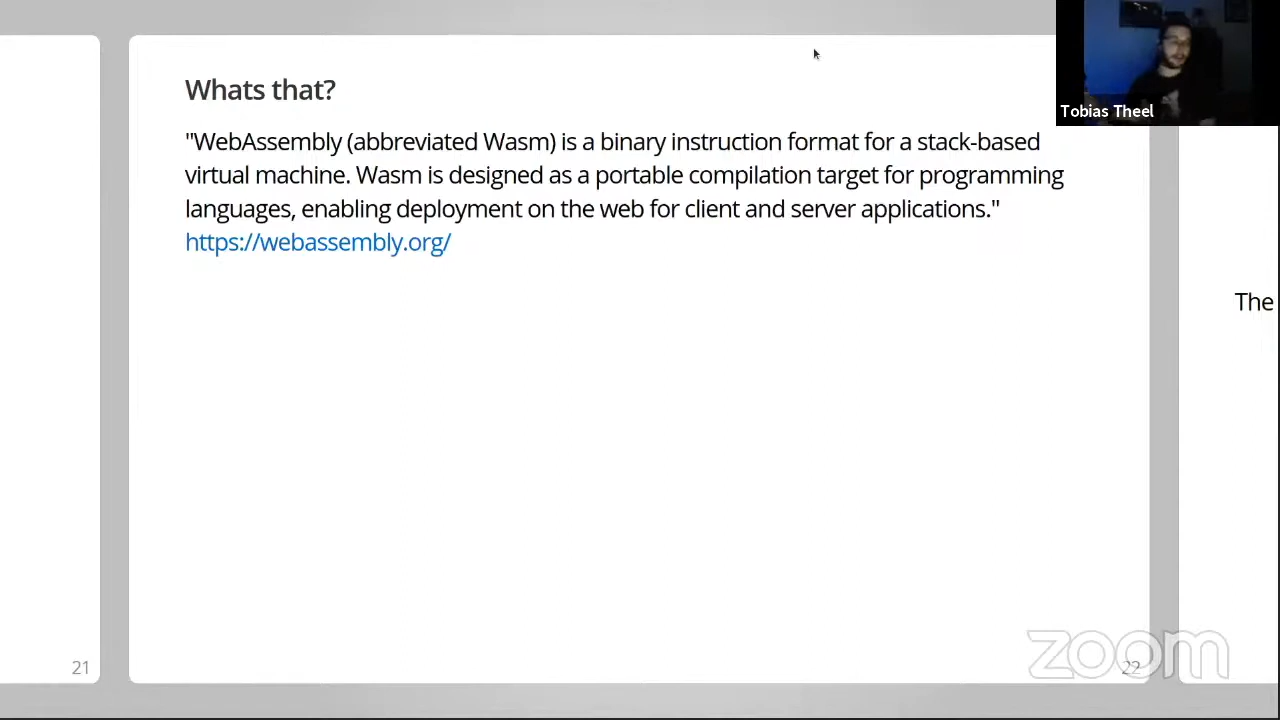 Whats that?
"WebAssembly (abbreviated Wasm) is a binary instruction format for a stack-based
virtual machine. Wasm is designed as a portable compilation target for programming
languages, enabling deployment on the web for client and server applications."
https://webassembly.org/
Tobias Theel
The
21
22
zoom